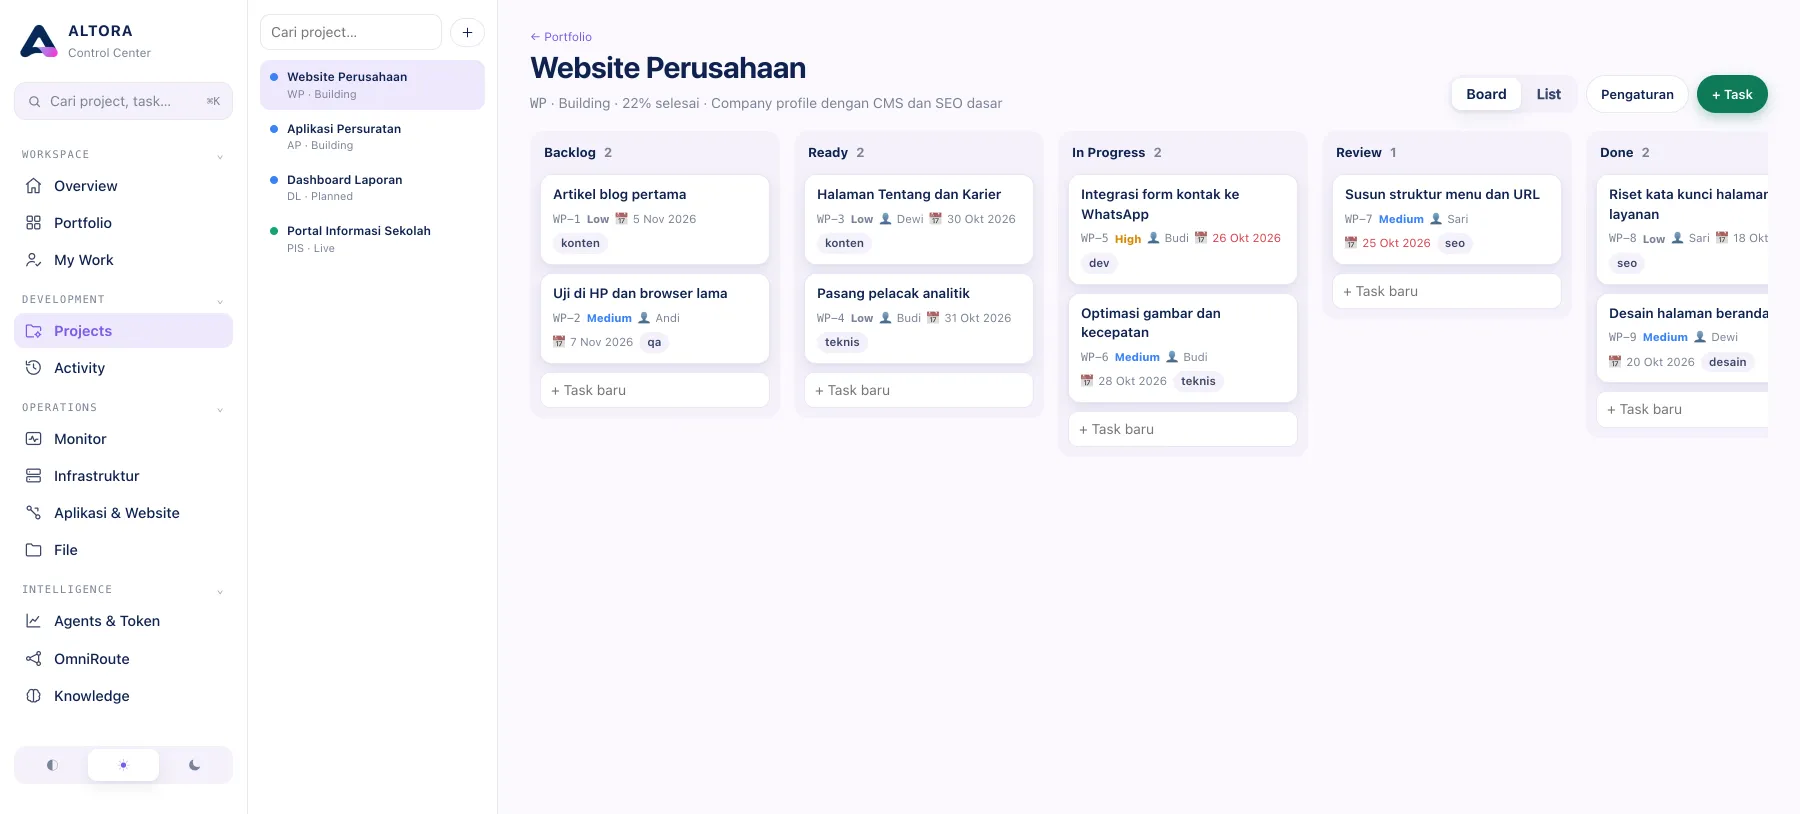 ALTORA
Control Center
Cari project, task...
⌘K
WORKSPACE
Overview
Portfolio
My Work
DEVELOPMENT
Projects
Activity
OPERATIONS
Monitor
Infrastruktur
Aplikasi & Website
File
INTELLIGENCE
Agents & Token
OmniRoute
Knowledge
Cari project...
+
Website Perusahaan
WP · Building
Aplikasi Persuratan
AP · Building
Dashboard Laporan
DL · Planned
Portal Informasi Sekolah
PIS · Live
← Portfolio
Website Perusahaan
WP · Building · 22% selesai · Company profile dengan CMS dan SEO dasar
Board
List
Pengaturan
+ Task
Backlog 2
Artikel blog pertama
WP-1 Low 5 Nov 2026
konten
Uji di HP dan browser lama
WP-2 Medium Andi
7 Nov 2026 qa
+ Task baru
Ready 2
Halaman Tentang dan Karier
WP-3 Low Dewi 30 Okt 2026
konten
Pasang pelacak analitik
WP-4 Low Budi 31 Okt 2026
teknis
+ Task baru
In Progress 2
Integrasi form kontak ke
WhatsApp
WP-5 High Budi 26 Okt 2026
dev
Optimasi gambar dan
kecepatan
WP-6 Medium Budi
28 Okt 2026 teknis
+ Task baru
Review 1
Susun struktur menu dan URL
WP-7 Medium Sari
25 Okt 2026 seo
+ Task baru
Done 2
Riset kata kunci halaman
layanan
WP-8 Low Sari 18 Okt
seo
Desain halaman beranda
WP-9 Medium Dewi
20 Okt 2026 desain
+ Task baru